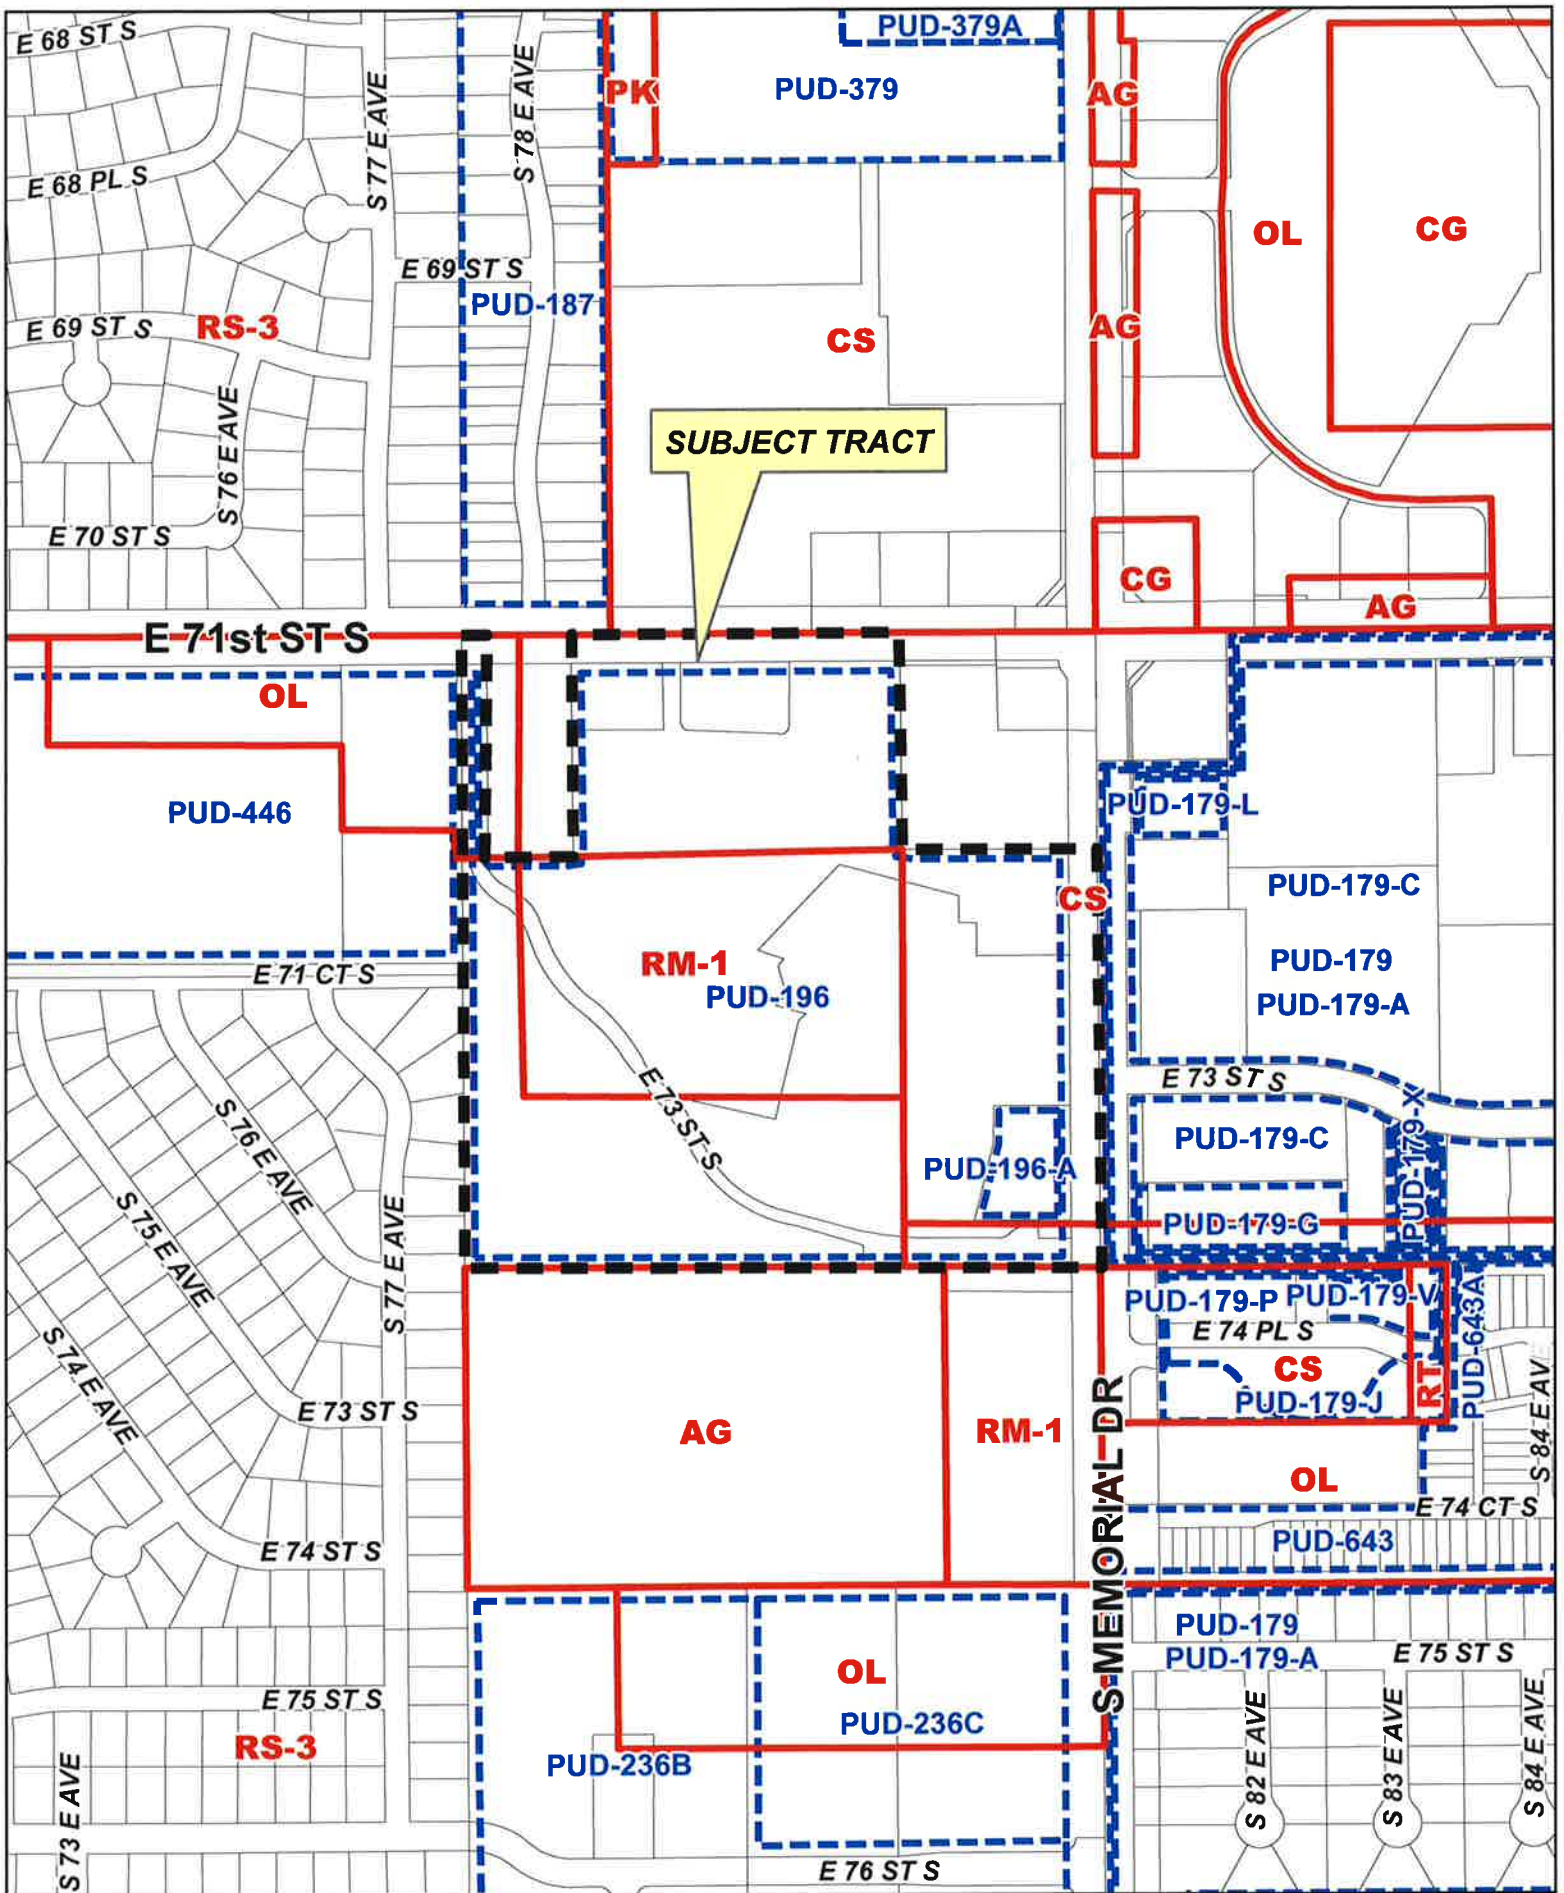 E 68 ST S
PUD-379A
PUD-379
PK
AG
S 77 E AVE
S 78 E AVE
E 68 PL S
OL
CG
E 69 ST S
PUD-187
E 69 ST S
RS-3
CS
AG
S 76 E AVE
SUBJECT TRACT
E 70 ST S
CG
AG
E 71st ST S
OL
PUD-446
PUD-179-L
CS
PUD-179-C
RM-1
PUD-196
PUD-179
PUD-179-A
E 71 CT S
E 73 ST S
E 73 ST S
PUD-179-X
S 76 E AVE
PUD-179-C
PUD-196-A
S 75 E AVE
S 77 E AVE
PUD-179-G
PUD-179-P
PUD-179-V
PUD-643A
E 74 PL S
S 74 E AVE
CS
RT
PUD-179-J
S 84 E AVE
E 73 ST S
AG
RM-1
S MEMORIAL DR
OL
E 74 CT S
E 74 ST S
PUD-643
PUD-179
PUD-179-A
E 75 ST S
OL
PUD-236C
E 75 ST S
RS-3
PUD-236B
S 73 E AVE
S 82 E AVE
S 83 E AVE
S 84 E AVE
E 76 ST S